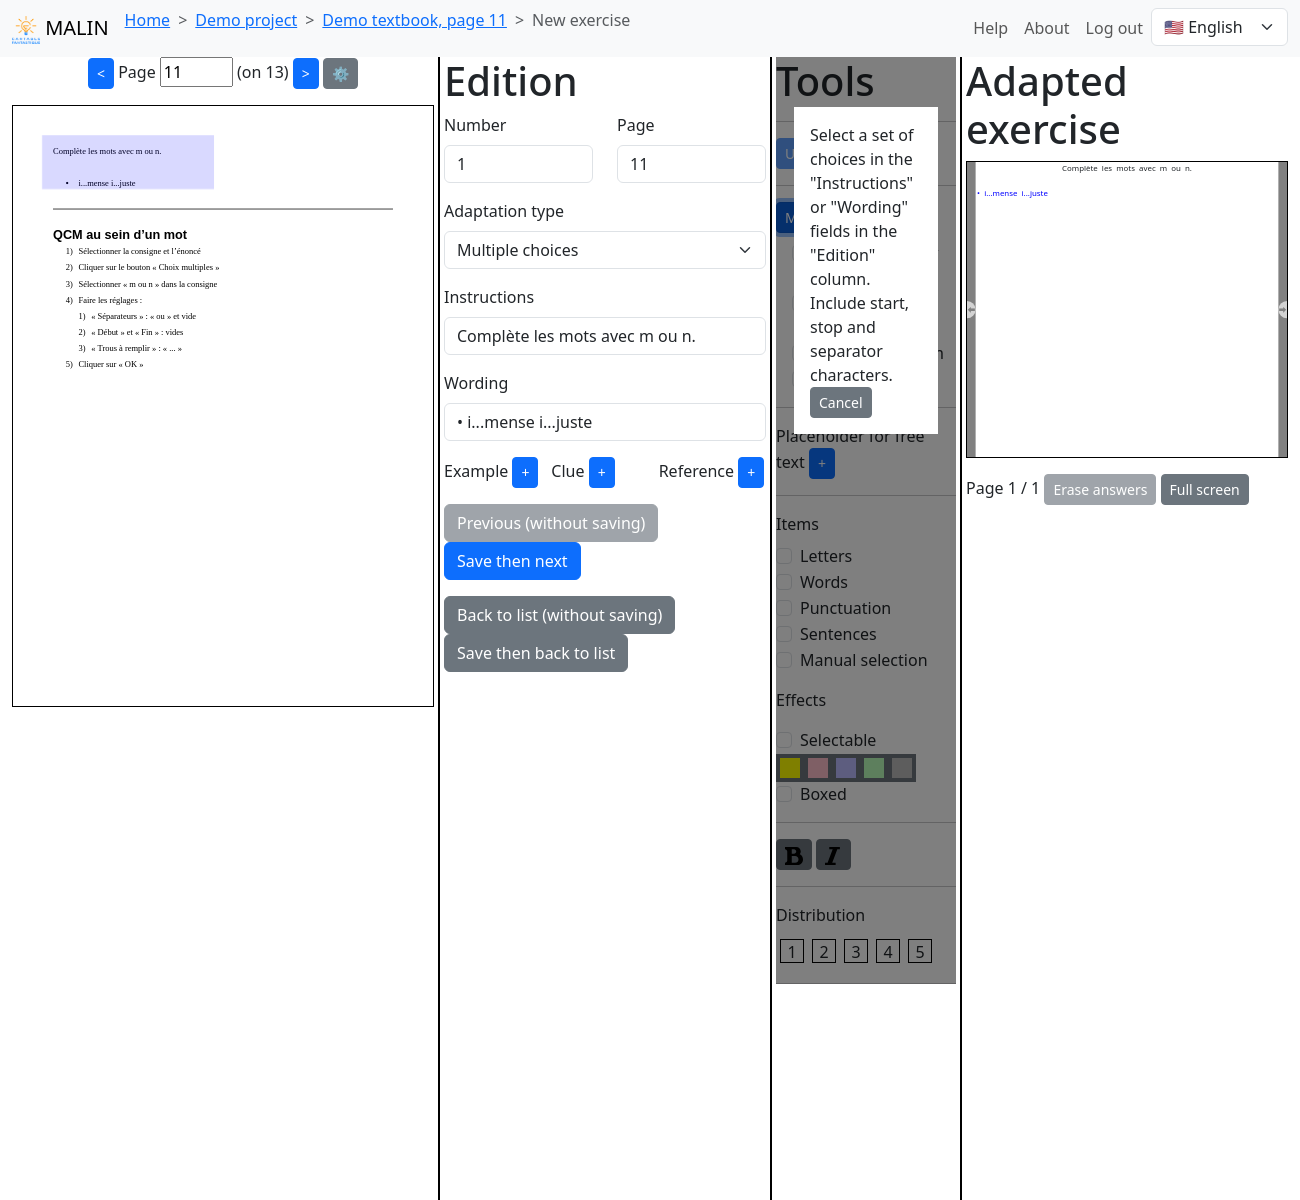 MALIN
Home > Demo project > Demo textbook, page 11 > New exercise
Help About Log out 🇺🇸 English
< Page 11 (on 13) > ⚙️
Complète les mots avec m ou n.
• i...mense i...juste
QCM au sein d’un mot
1) Sélectionner la consigne et l’énoncé
2) Cliquer sur le bouton « Choix multiples »
3) Sélectionner « m ou n » dans la consigne
4) Faire les réglages :
1) « Séparateurs » : « ou » et vide
2) « Début » et « Fin » : vides
3) « Trous à remplir » : « ... »
5) Cliquer sur « OK »
Edition
Number Page
1 11
Adaptation type
Multiple choices
Instructions
Complète les mots avec m ou n.
Wording
• i...mense i...juste
Example + Clue + Reference +
Previous (without saving)
Save then next
Back to list (without saving)
Save then back to list
Tools
Select a set of
choices in the
"Instructions"
or "Wording"
fields in the
"Edition"
column.
Include start,
stop and
separator
characters.
Cancel
Placeholder for free
text +
Items
Letters
Words
Punctuation
Sentences
Manual selection
Effects
Selectable
Boxed
B I
Distribution
1 2 3 4 5
Adapted
exercise
Complète les mots avec m ou n.
• i...mense i...juste
Page 1 / 1 Erase answers Full screen